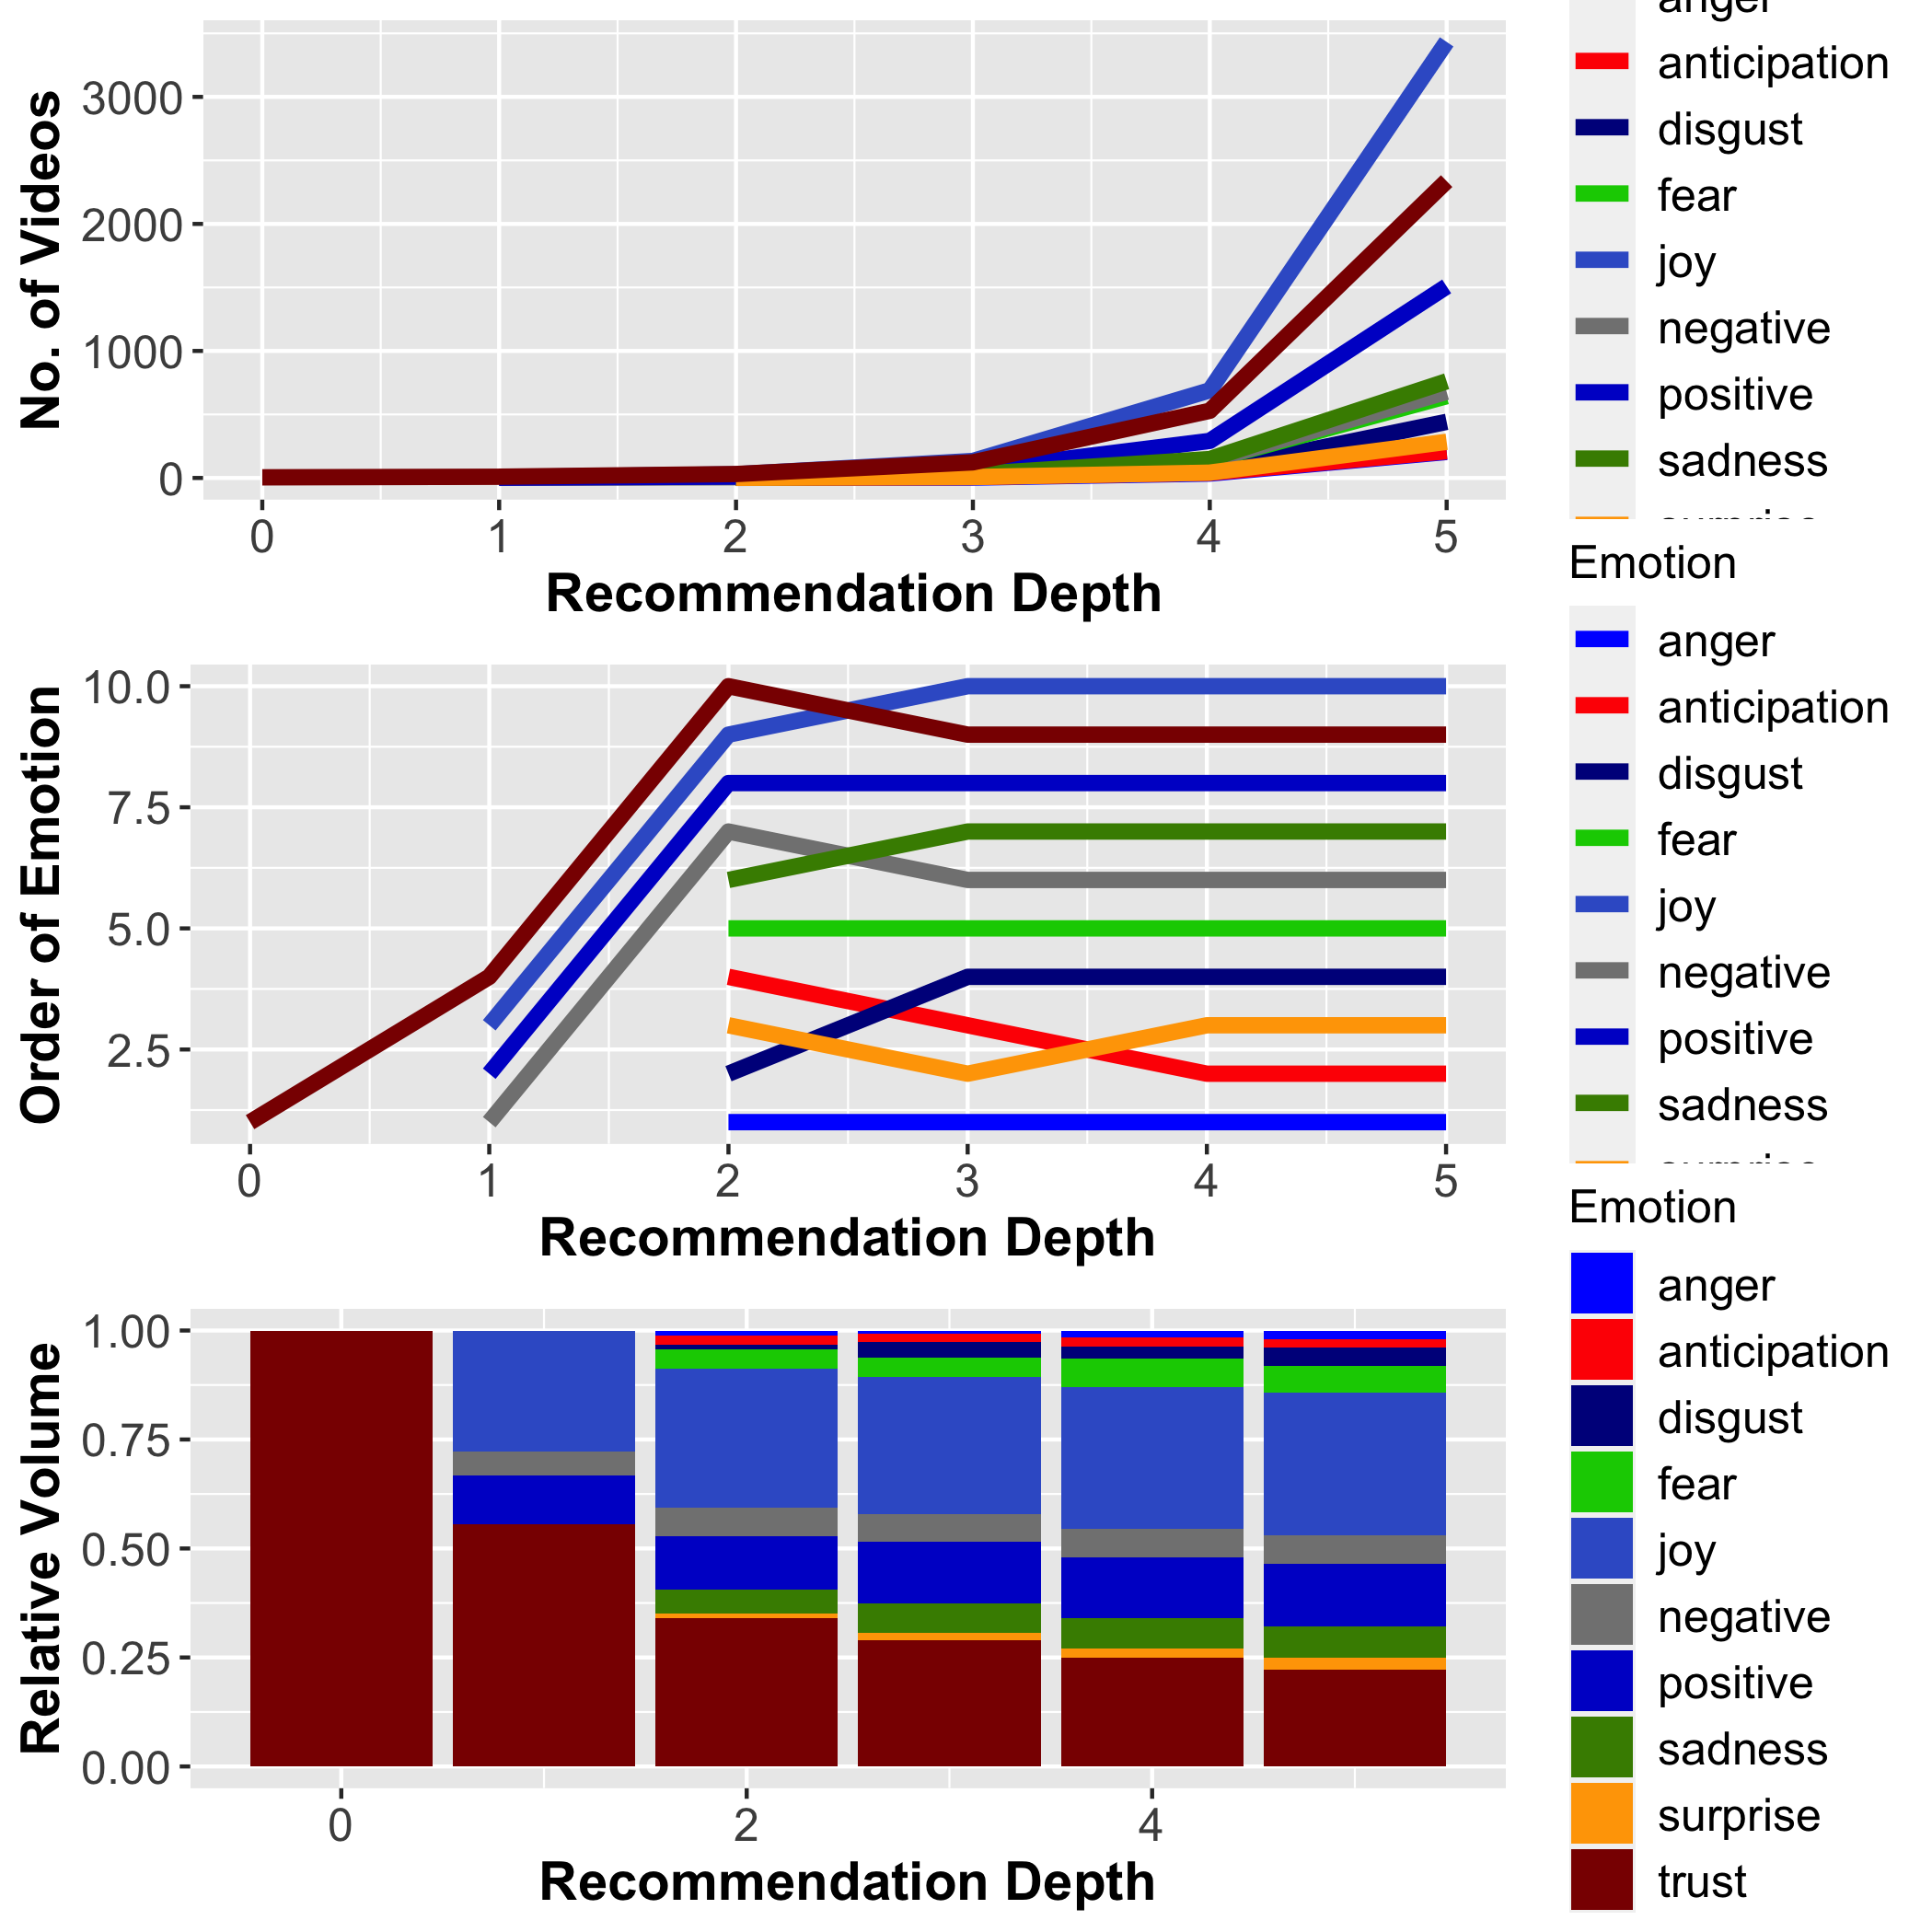 No. of Videos
3000
2000
1000
0
0 1 2 3 4 5
Recommendation Depth
anger
anticipation
disgust
fear
joy
negative
positive
sadness
Order of Emotion
10.0
7.5
5.0
2.5
0 1 2 3 4 5
Recommendation Depth
Emotion
anger
anticipation
disgust
fear
joy
negative
positive
sadness
Relative Volume
1.00
0.75
0.50
0.25
0.00
0 2 4
Recommendation Depth
Emotion
anger
anticipation
disgust
fear
joy
negative
positive
sadness
surprise
trust